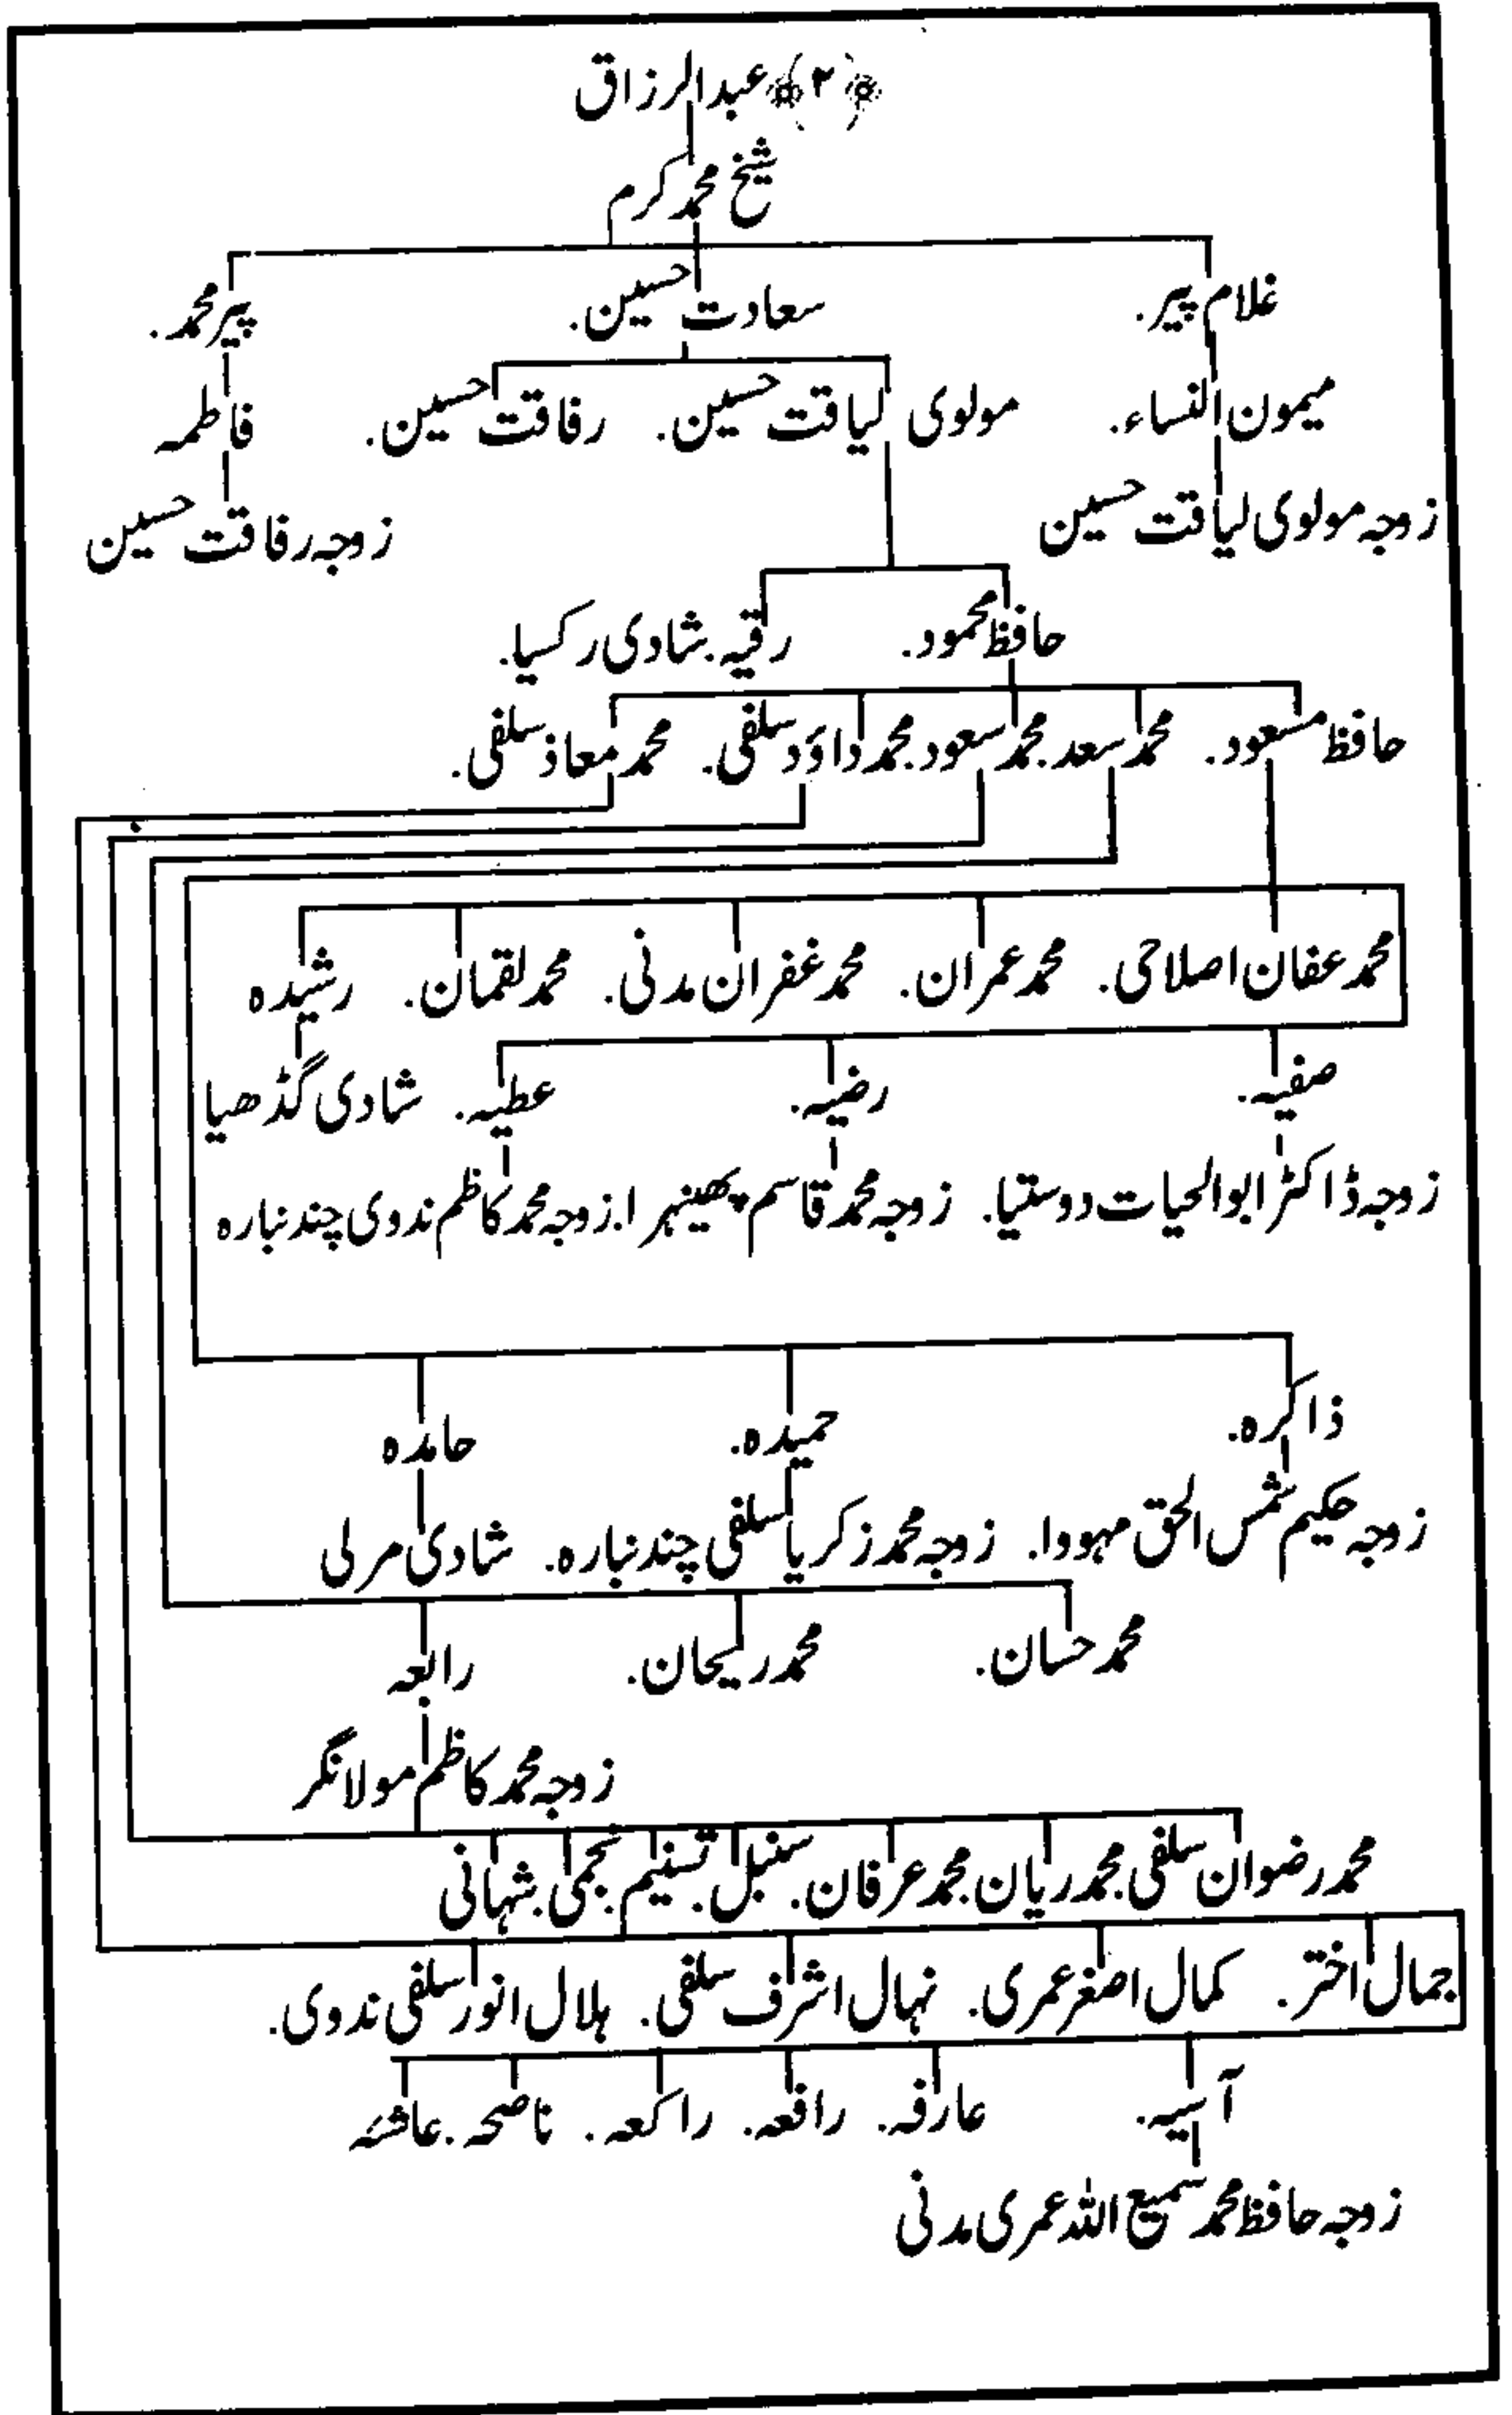 ﴿۲﴾ عبدالرزاق
شیخ محمد کرم
غلام پیر. سعادت حسین. پیر محمد.
میمون النساء. مولوی لیاقت حسین. رفاقت حسین. فاطمہ
زوجہ مولوی لیاقت حسین زوجہ رفاقت حسین
حافظ محمود. رقیہ. شادی رکسیا.
حافظ مسعود. محمد سعد. محمد سعود. محمد داؤد سلفی. محمد معاذ سلفی.
محمد عفان اصلاحی. محمد عمران. محمد غفران مدنی. محمد لقمان. رشیدہ
صفیہ. رضیہ. عطیہ. شادی گڈھیا
زوجہ ڈاکٹر ابوالحیات دوستیا. زوجہ محمد قاسم پھینہرا. زوجہ محمد کاظم ندوی چندنبارہ
ذاکرہ. حمیدہ. حامدہ
زوجہ حکیم شمس الحق مہودا. زوجہ محمد زکریا سلفی چندنبارہ. شادی مرلی
محمد حسان. محمد ریحان. رابعہ
زوجہ محمد کاظم مولانگر
محمد رضوان سلفی. محمد ریان. محمد عرفان. سنبل. تسنیم. نجمی. شہانی
جمال اختر. کمال اصغر عمری. نہال اشرف سلفی. ہلال انور سلفی ندوی.
آسیہ. عارفہ. رافعہ. راکعہ. ناصحہ. عائشہ
زوجہ حافظ محمد سمیع اللہ عمری مدنی